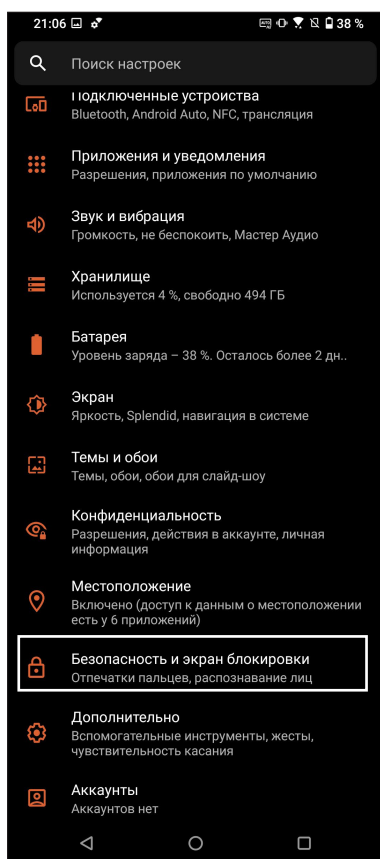 21:06
38 %
Поиск настроек
Подключенные устройства
Bluetooth, Android Auto, NFC, трансляция
Приложения и уведомления
Разрешения, приложения по умолчанию
Звук и вибрация
Громкость, не беспокоить, Мастер Аудио
Хранилище
Используется 4 %, свободно 494 ГБ
Батарея
Уровень заряда – 38 %. Осталось более 2 дн..
Экран
Яркость, Splendid, навигация в системе
Темы и обои
Темы, обои, обои для слайд-шоу
Конфиденциальность
Разрешения, действия в аккаунте, личная
информация
Местоположение
Включено (доступ к данным о местоположении
есть у 6 приложений)
Безопасность и экран блокировки
Отпечатки пальцев, распознавание лиц
Дополнительно
Вспомогательные инструменты, жесты,
чувствительность касания
Аккаунты
Аккаунтов нет